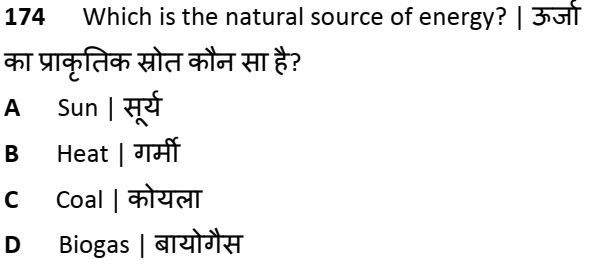 174 Which is the natural source of energy? | ऊर्जा
का प्राकृतिक स्रोत कौन सा है?
A Sun | सूर्य
B Heat | गर्मी
C Coal | कोयला
D Biogas | बायोगैस